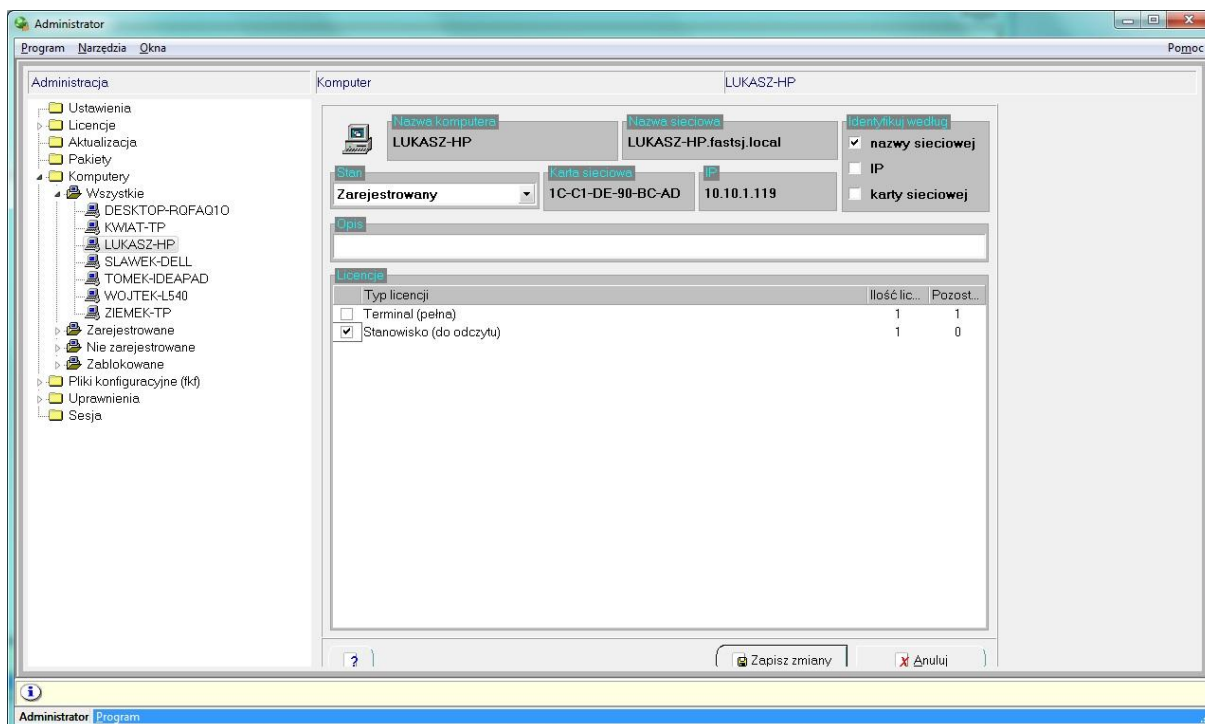 Administrator
Program Narzędzia Okna Pomoc
Administracja Komputer LUKASZ-HP
Ustawienia
Licencje
Aktualizacja
Pakiety
Komputery
Wszystkie
DESKTOP-RQFAQ1O
KWIAT-TP
LUKASZ-HP
SLAWEK-DELL
TOMEK-IDEAPAD
WOJTEK-L540
ZIEMEK-TP
Zarejestrowane
Nie zarejestrowane
Zablokowane
Pliki konfiguracyjne (fkf)
Uprawnienia
Sesja
Nazwa komputera Nazwa sieciowa Identyfikuj według
LUKASZ-HP LUKASZ-HP.fastsj.local nazwy sieciowej
IP
karty sieciowej
Stan Karta sieciowa IP
Zarejestrowany 1C-C1-DE-90-BC-AD 10.10.1.119
Opis
Licencje
Typ licencji Ilość lic... Pozost...
Terminal (pełna) 1 1
Stanowisko (do odczytu) 1 0
? Zapisz zmiany Anuluj
Administrator Program